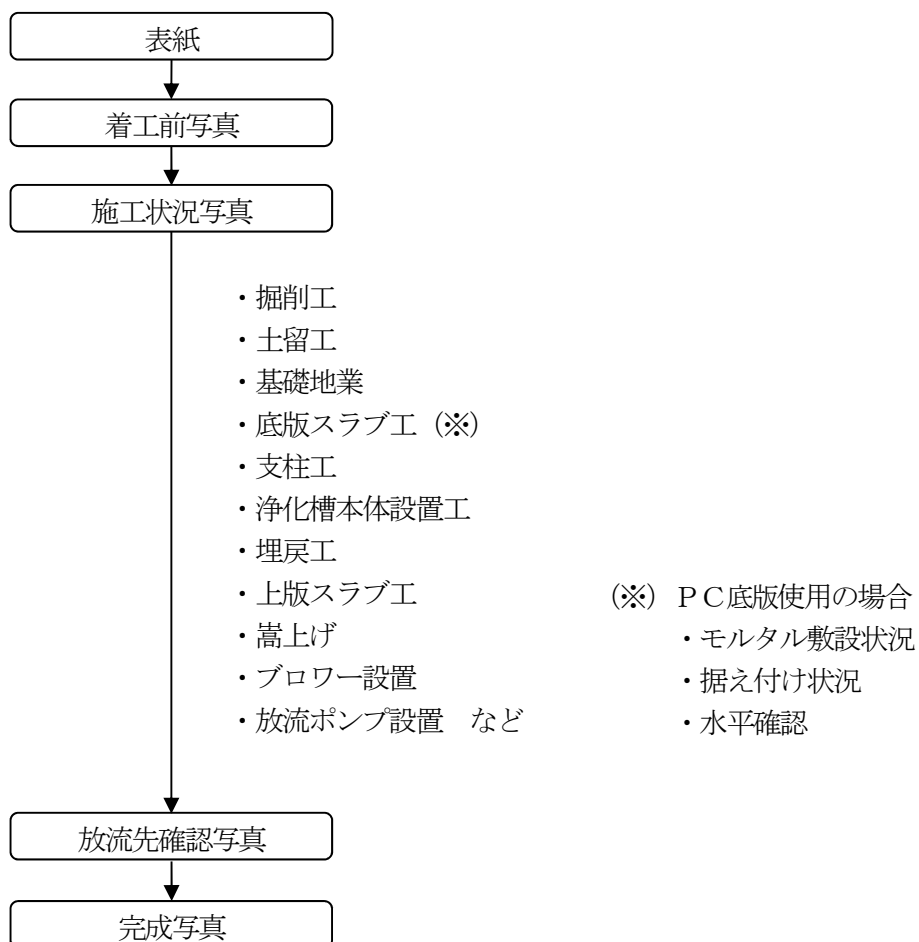 表紙
着工前写真
施工状況写真
・掘削工
・土留工
・基礎地業
・底版スラブ工（※）
・支柱工
・浄化槽本体設置工
・埋戻工
・上版スラブ工
・嵩上げ
・ブロワー設置
・放流ポンプ設置　など
（※）ＰＣ底版使用の場合
・モルタル敷設状況
・据え付け状況
・水平確認
放流先確認写真
完成写真